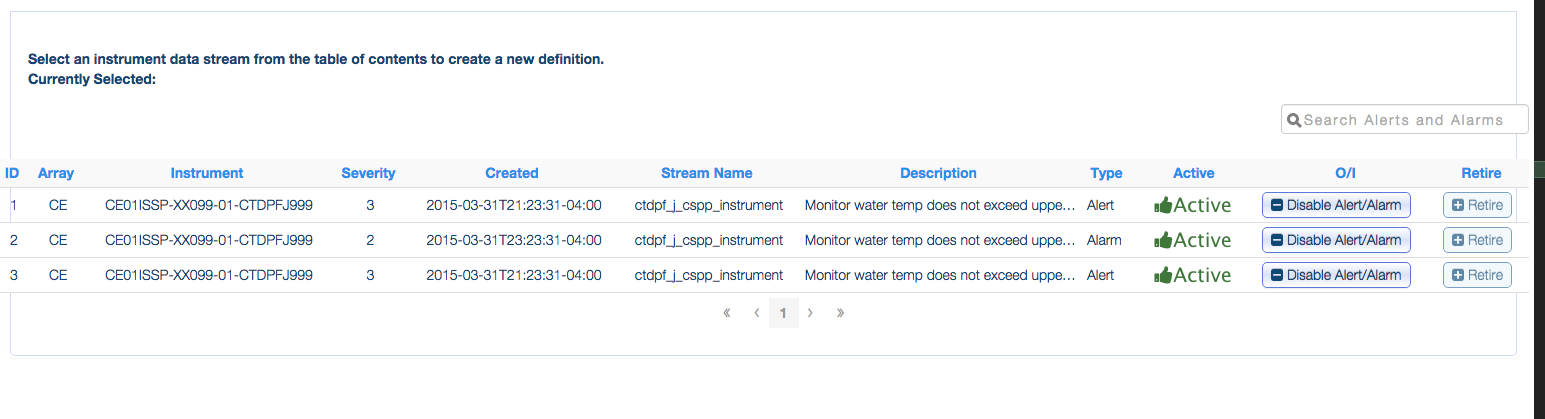 Select an instrument data stream from the table of contents to create a new definition.
Currently Selected:
Search Alerts and Alarms
ID Array Instrument Severity Created Stream Name Description Type Active O/I Retire
1 CE CE01ISSP-XX099-01-CTDPFJ999 3 2015-03-31T21:23:31-04:00 ctdpf_j_cspp_instrument Monitor water temp does not exceed uppe... Alert Active Disable Alert/Alarm Retire
2 CE CE01ISSP-XX099-01-CTDPFJ999 2 2015-03-31T23:23:31-04:00 ctdpf_j_cspp_instrument Monitor water temp does not exceed uppe... Alarm Active Disable Alert/Alarm Retire
3 CE CE01ISSP-XX099-01-CTDPFJ999 3 2015-03-31T21:23:31-04:00 ctdpf_j_cspp_instrument Monitor water temp does not exceed uppe... Alert Active Disable Alert/Alarm Retire
« ‹ 1 › »